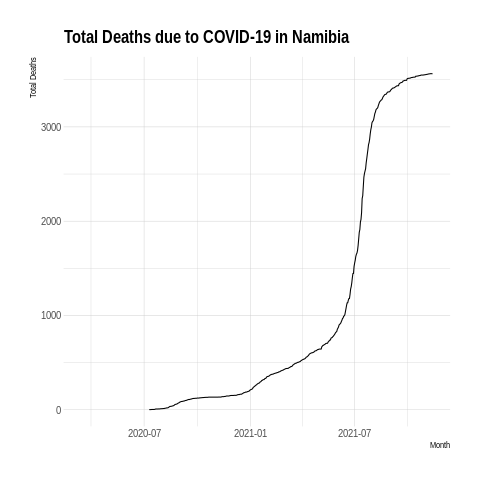 Total Deaths due to COVID-19 in Namibia
Total Deaths
3000
2000
1000
0
2020-07 2021-01 2021-07
Month